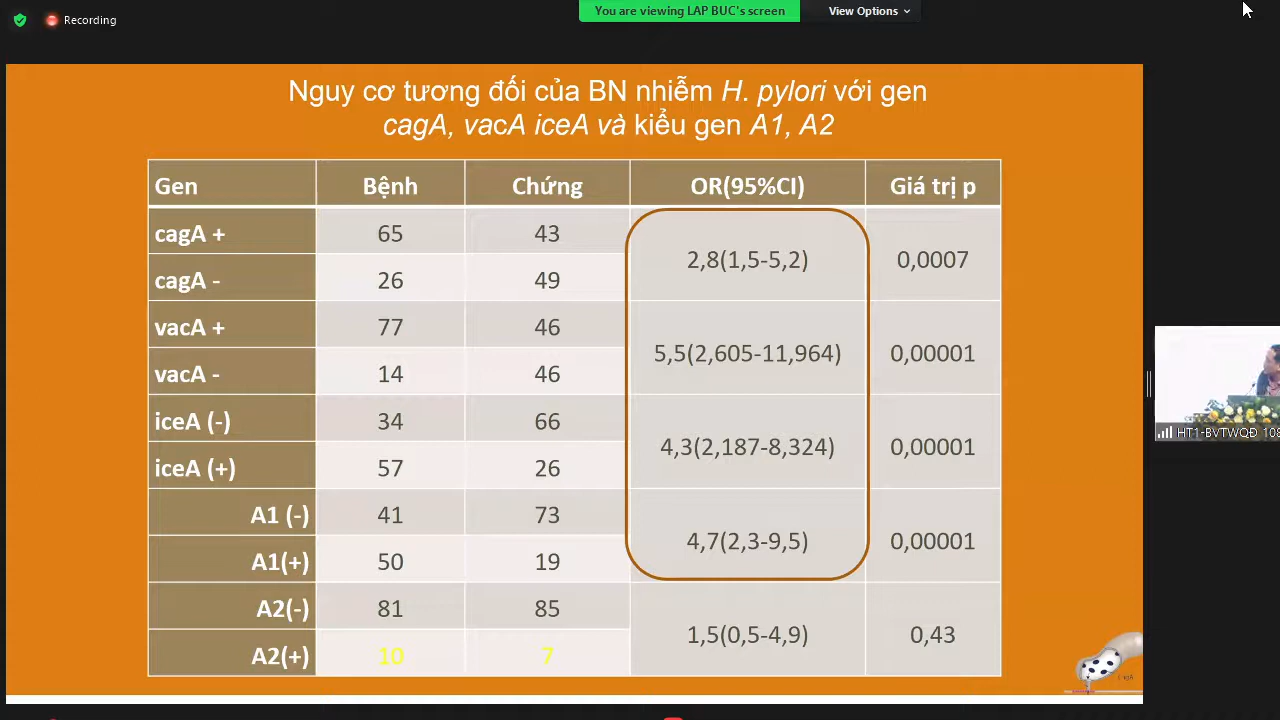 Recording
You are viewing LAP BUC's screen
View Options
Nguy cơ tương đối của BN nhiễm H. pylori với gen
cagA, vacA iceA và kiểu gen A1, A2
Gen Bệnh Chứng OR(95%CI) Giá trị p
cagA + 65 43 2,8(1,5-5,2) 0,0007
cagA - 26 49
vacA + 77 46 5,5(2,605-11,964) 0,00001
vacA - 14 46
iceA (-) 34 66 4,3(2,187-8,324) 0,00001
iceA (+) 57 26
A1 (-) 41 73 4,7(2,3-9,5) 0,00001
A1(+) 50 19
A2(-) 81 85 1,5(0,5-4,9) 0,43
A2(+) 10 7
HT1-BVTWQĐ 108